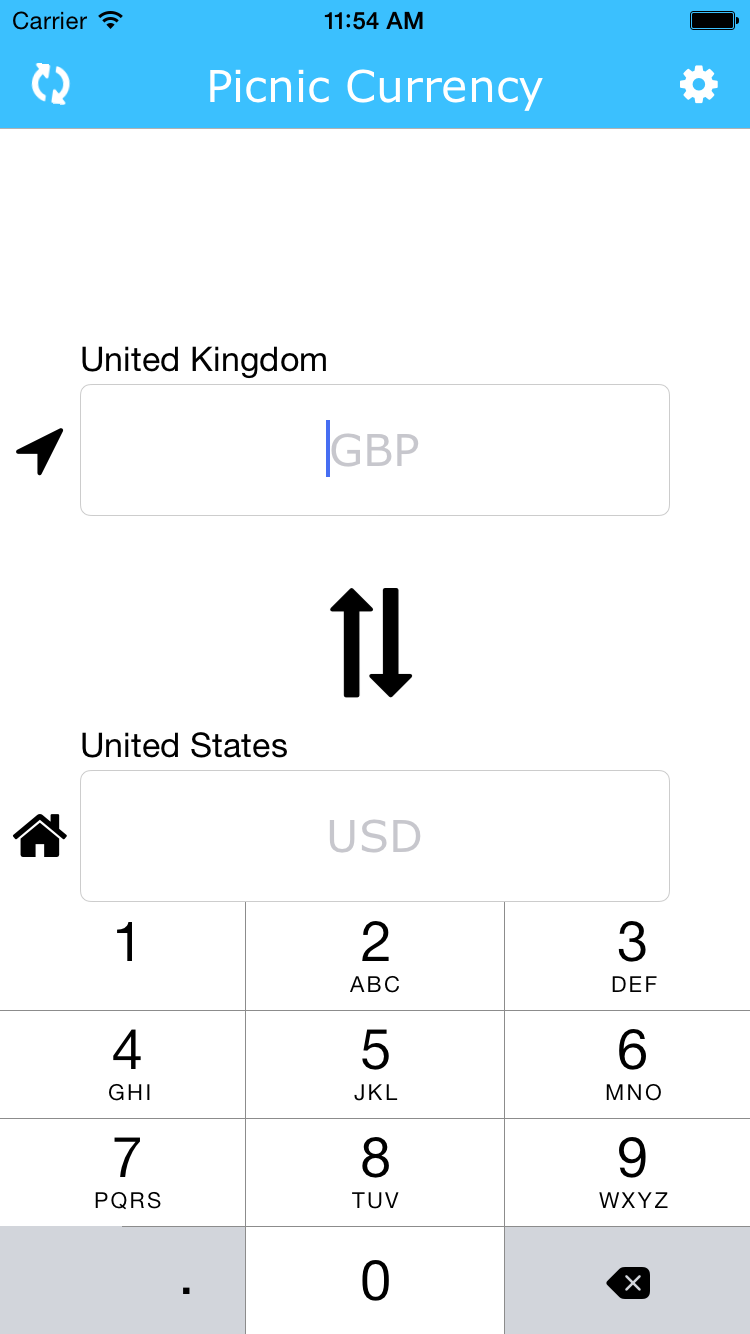 Carrier 11:54 AM
Picnic Currency
United Kingdom
GBP
United States
USD
1 2 3
ABC DEF
4 5 6
GHI JKL MNO
7 8 9
PQRS TUV WXYZ
. 0